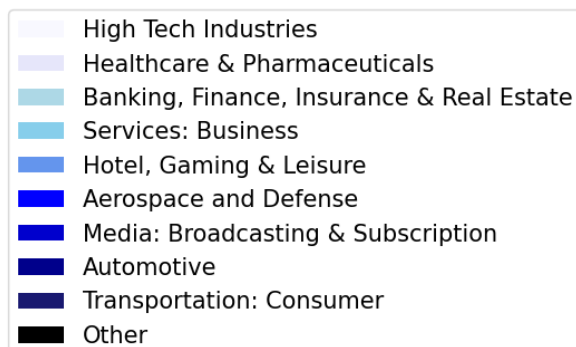 High Tech Industries
Healthcare & Pharmaceuticals
Banking, Finance, Insurance & Real Estate
Services: Business
Hotel, Gaming & Leisure
Aerospace and Defense
Media: Broadcasting & Subscription
Automotive
Transportation: Consumer
Other